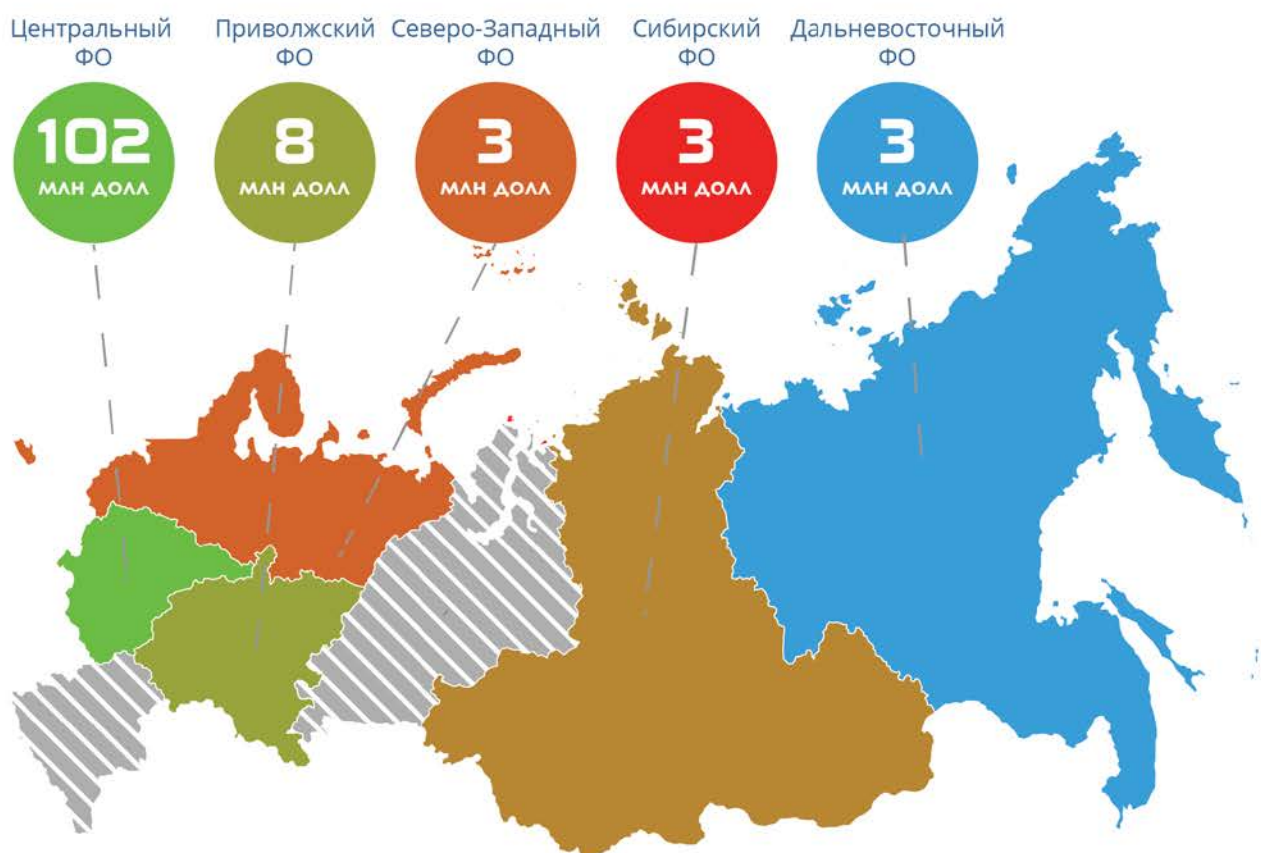 Центральный
ФО
Приволжский
ФО
Северо-Западный
ФО
Сибирский
ФО
Дальневосточный
ФО
102
МЛН ДОЛЛ
8
МЛН ДОЛЛ
3
МЛН ДОЛЛ
3
МЛН ДОЛЛ
3
МЛН ДОЛЛ